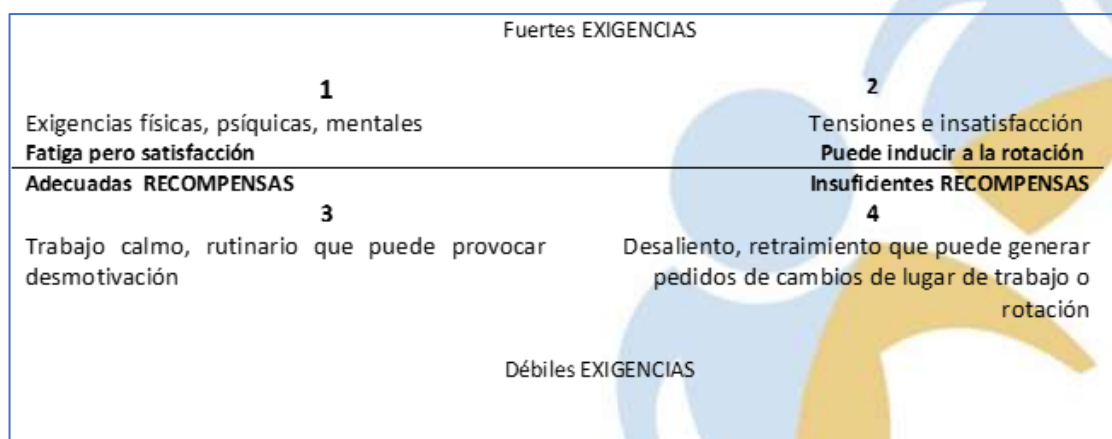 Fuertes EXIGENCIAS
1
Exigencias físicas, psíquicas, mentales
Fatiga pero satisfacción
2
Tensiones e insatisfacción
Puede inducir a la rotación
Adecuadas RECOMPENSAS
Insuficientes RECOMPENSAS
3
Trabajo calmo, rutinario que puede provocar
desmotivación
4
Desaliento, retraimiento que puede generar
pedidos de cambios de lugar de trabajo o
rotación
Débiles EXIGENCIAS